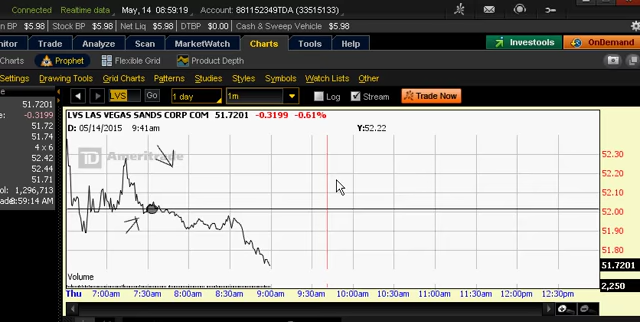 Connected Realtime data May, 14 08:59:19 Account: 881152349TDA (33515133)
n BP $5.98 Stock BP $5.98 Net Liq $5.98 DTBP $0.00 Cash & Sweep Vehicle $5.98
nitor Trade Analyze Scan MarketWatch Charts Tools Help Investools OnDemand
Charts Prophet Flexible Grid Product Depth
Settings Drawing Tools Grid Charts Patterns Studies Styles Symbols Watch Lists Other
LVS 1 day 1m Log Stream Trade Now
51.7201
-0.3199
51.72
51.74
4 x 6
52.42
52.44
51.71
ol: 1,296,713
8:59:14 AM
LVS LAS VEGAS SANDS CORP COM 51.7201 -0.3199 -0.61%
D: 05/14/2015 9:41am Y:52.22
TD Ameritrade
52.30
52.20
52.10
52.00
51.90
51.80
51.7201
Volume
2,250
Thu 7:00am 7:30am 8:00am 8:30am 9:00am 9:30am 10:00am 10:30am 11:00am 11:30am 12:00pm 12:30pm